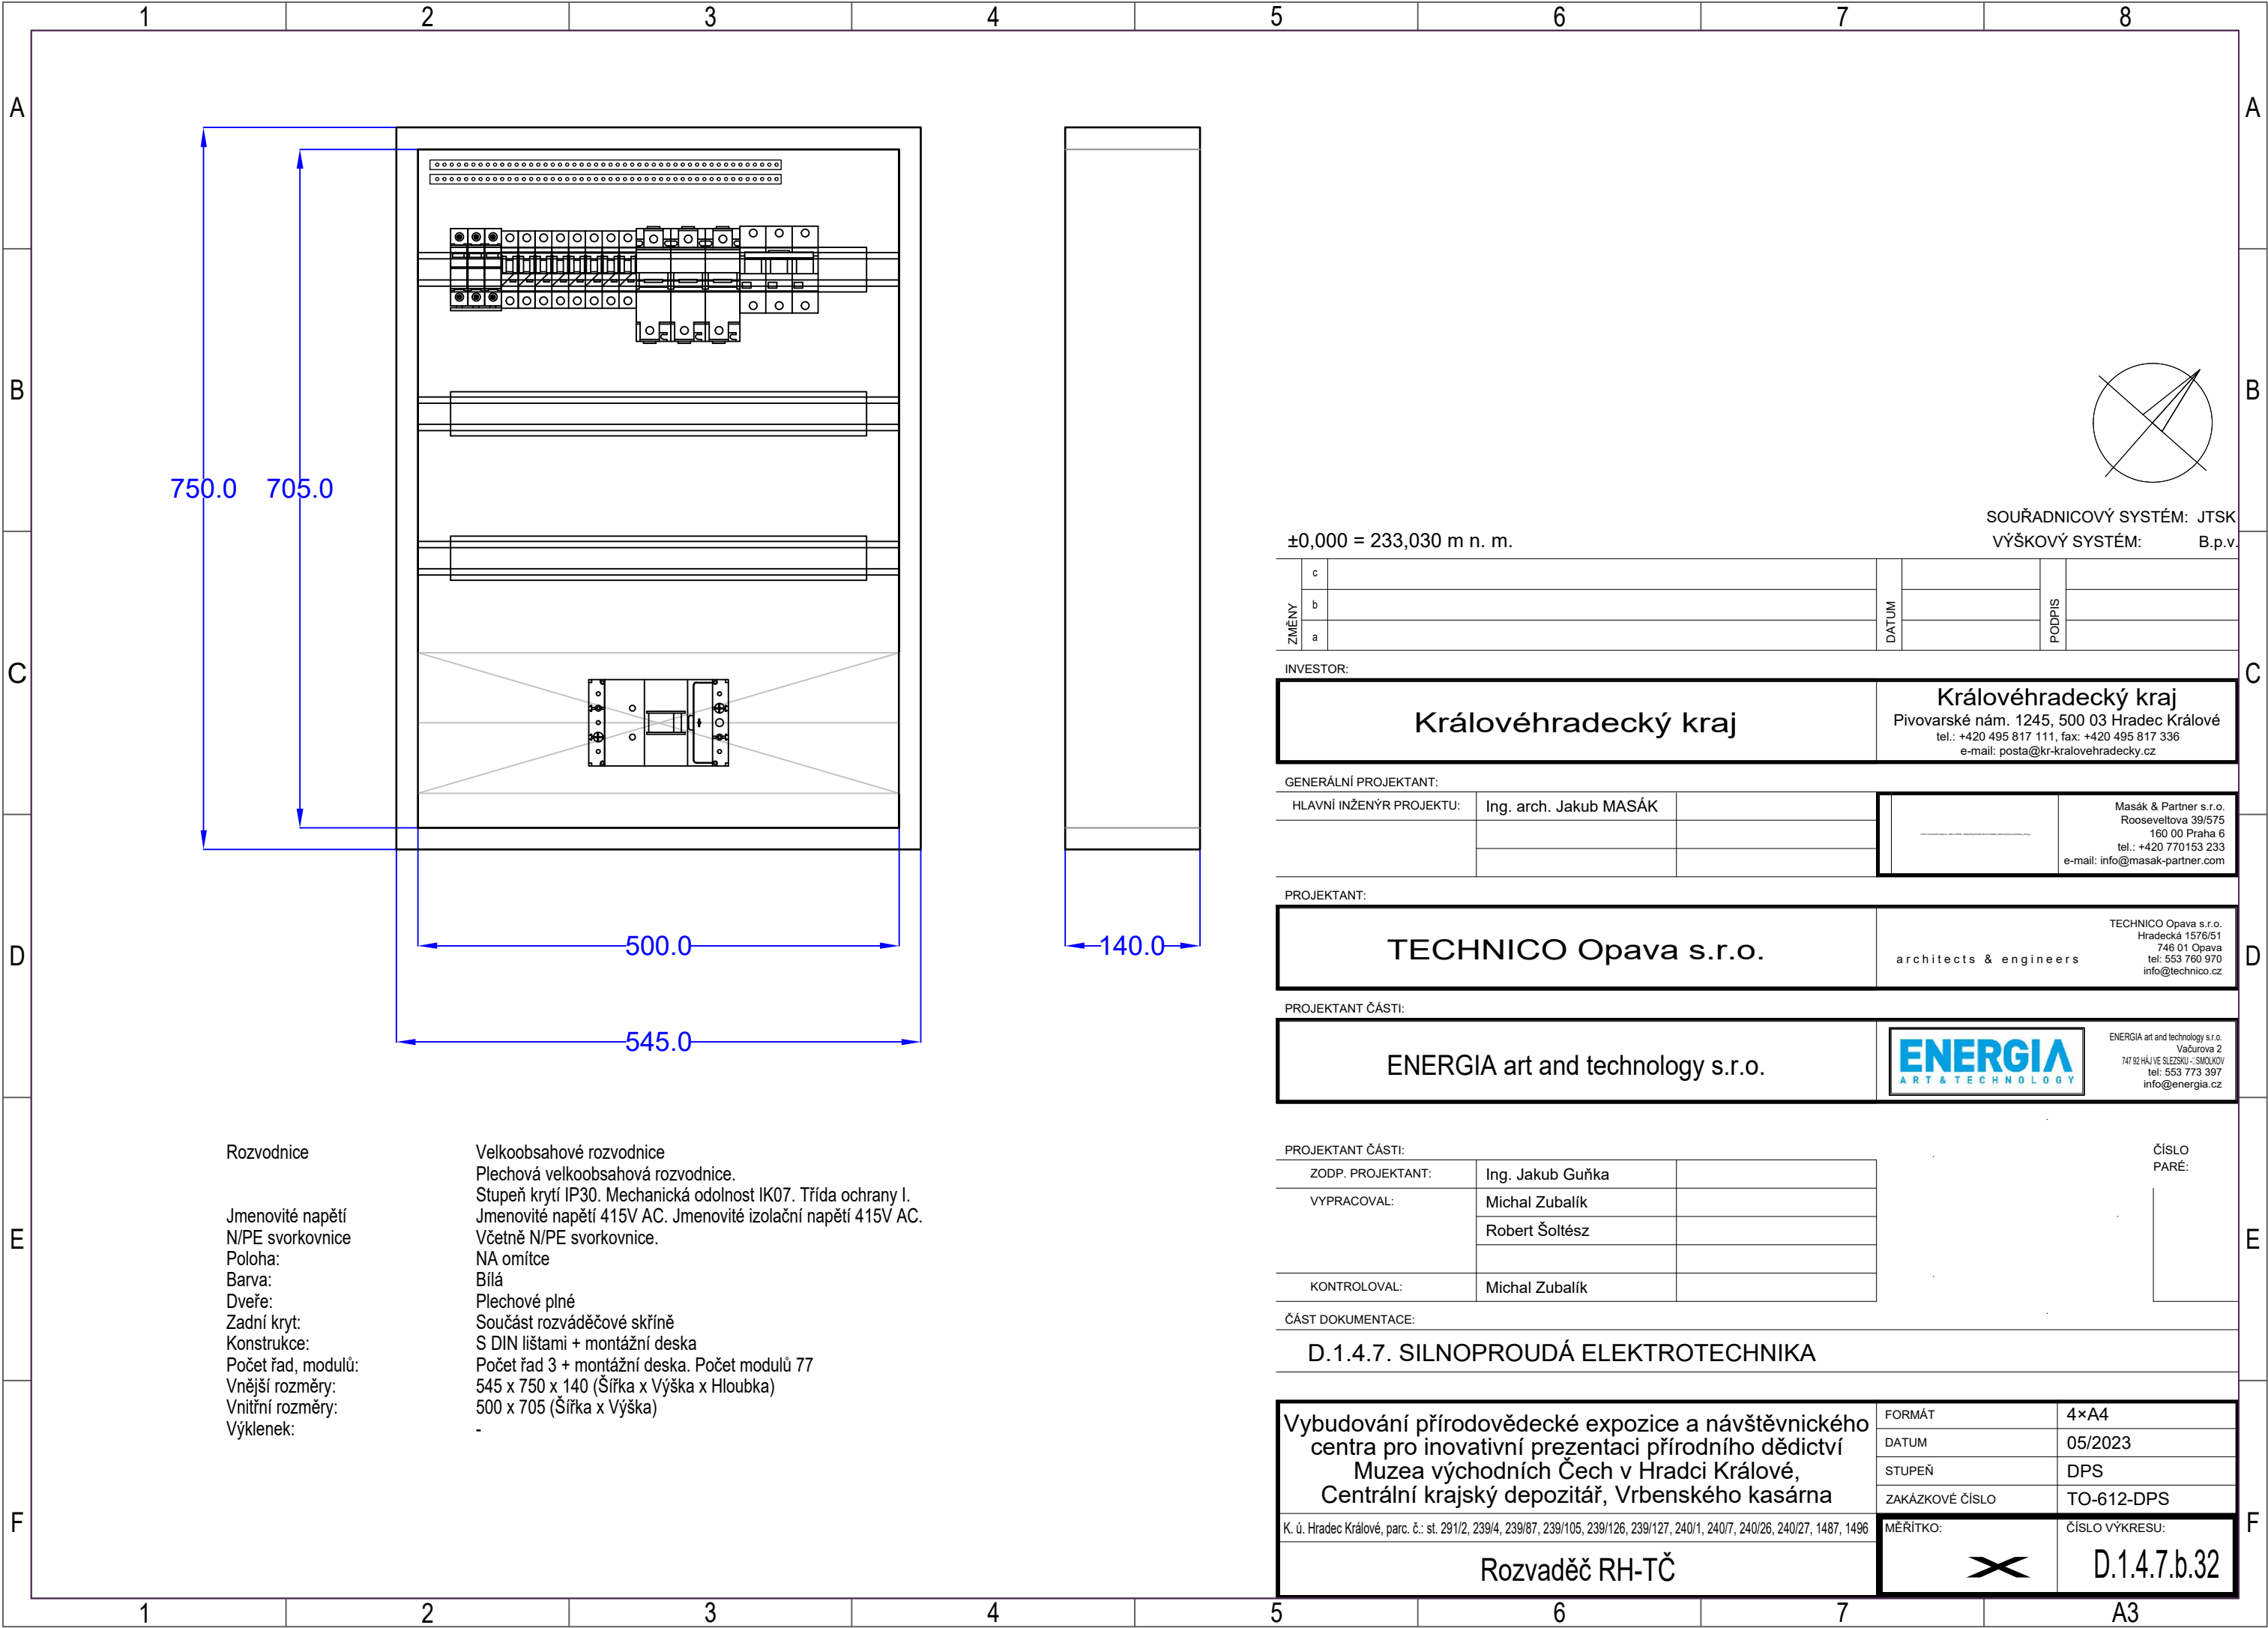 1 2 3 4 5 6 7 8
A A
B B
C C
D D
E E
F F
750.0 705.0
500.0
140.0
545.0
Rozvodnice Velkoobsahové rozvodnice
Plechová velkoobsahová rozvodnice.
Stupeň krytí IP30. Mechanická odolnost IK07. Třída ochrany I.
Jmenovité napětí Jmenovité napětí 415V AC. Jmenovité izolační napětí 415V AC.
N/PE svorkovnice Včetně N/PE svorkovnice.
Poloha: NA omítce
Barva: Bílá
Dveře: Plechové plné
Zadní kryt: Součást rozváděčové skříně
Konstrukce: S DIN lištami + montážní deska
Počet řad, modulů: Počet řad 3 + montážní deska. Počet modulů 77
Vnější rozměry: 545 x 750 x 140 (Šířka x Výška x Hloubka)
Vnitřní rozměry: 500 x 705 (Šířka x Výška)
Výklenek: -
SOUŘADNICOVÝ SYSTÉM: JTSK
±0,000 = 233,030 m n. m. VÝŠKOVÝ SYSTÉM: B.p.v.
ZMĚNY c b a DATUM PODPIS
INVESTOR:
Královéhradecký kraj
Královéhradecký kraj
Pivovarské nám. 1245, 500 03 Hradec Králové
tel.: +420 495 817 111, fax: +420 495 817 336
e-mail: posta@kr-kralovehradecky.cz
GENERÁLNÍ PROJEKTANT:
HLAVNÍ INŽENÝR PROJEKTU: Ing. arch. Jakub MASÁK
Masák & Partner s.r.o.
Rooseveltova 39/575
160 00 Praha 6
tel.: +420 770153 233
e-mail: info@masak-partner.com
PROJEKTANT:
TECHNICO Opava s.r.o.
architects & engineers
TECHNICO Opava s.r.o.
Hradecká 1576/51
746 01 Opava
tel: 553 760 970
info@technico.cz
PROJEKTANT ČÁSTI:
ENERGIA art and technology s.r.o.
ENERGIA
ART & TECHNOLOGY
ENERGIA art and technology s.r.o.
Vačurova 2
747 92 HÁJ VE SLEZSKU - SMOLKOV
tel: 553 773 397
info@energia.cz
PROJEKTANT ČÁSTI:
ČÍSLO
PARÉ:
ZODP. PROJEKTANT: Ing. Jakub Guňka
VYPRACOVAL: Michal Zubalík
Robert Šoltész
KONTROLOVAL: Michal Zubalík
ČÁST DOKUMENTACE:
D.1.4.7. SILNOPROUDÁ ELEKTROTECHNIKA
Vybudování přírodovědecké expozice a návštěvnického
centra pro inovativní prezentaci přírodního dědictví
Muzea východních Čech v Hradci Králové,
Centrální krajský depozitář, Vrbenského kasárna
K. ú. Hradec Králové, parc. č.: st. 291/2, 239/4, 239/87, 239/105, 239/126, 239/127, 240/1, 240/7, 240/26, 240/27, 1487, 1496
Rozvaděč RH-TČ
FORMÁT 4×A4
DATUM 05/2023
STUPEŇ DPS
ZAKÁZKOVÉ ČÍSLO TO-612-DPS
MĚŘÍTKO: ČÍSLO VÝKRESU:
X D.1.4.7.b.32
1 2 3 4 5 6 7 A3